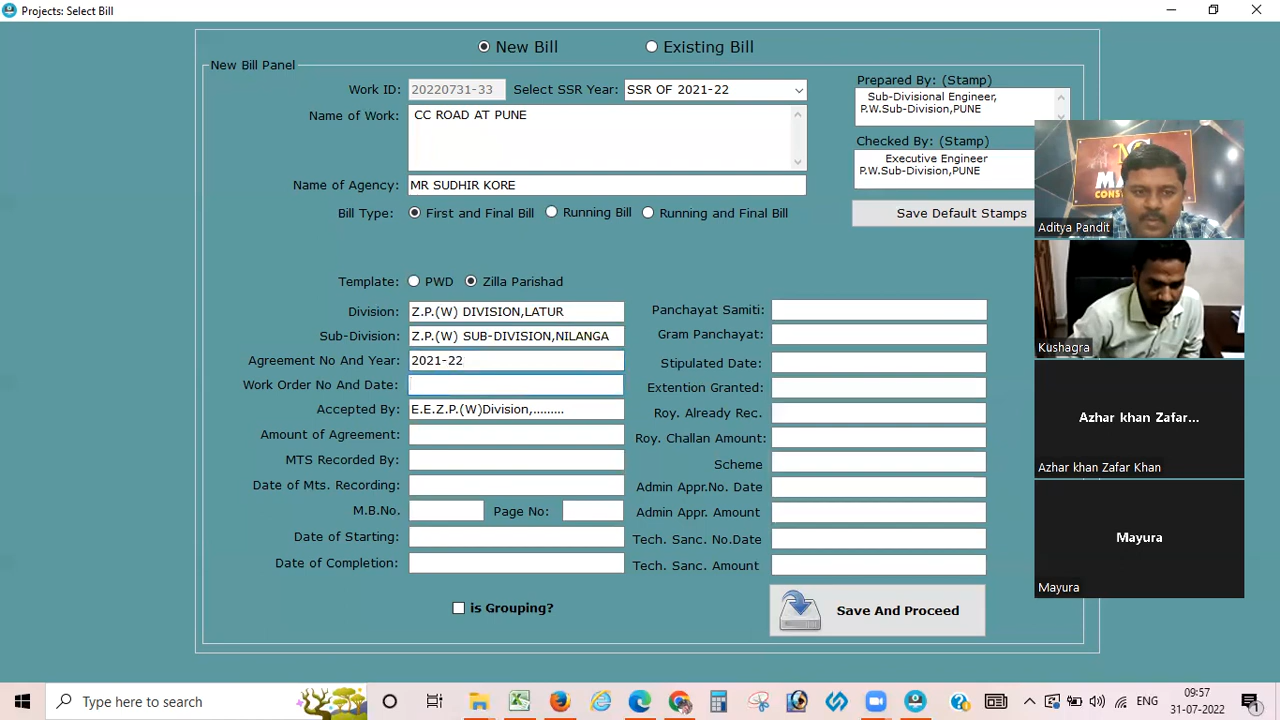 Projects: Select Bill
New Bill
Existing Bill
New Bill Panel
Work ID: 20220731-33 Select SSR Year: SSR OF 2021-22
Name of Work: CC ROAD AT PUNE
Name of Agency: MR SUDHIR KORE
Bill Type: First and Final Bill Running Bill Running and Final Bill
Prepared By: (Stamp)
Sub-Divisional Engineer,
P.W.Sub-Division,PUNE
Checked By: (Stamp)
Executive Engineer
P.W.Sub-Division,PUNE
Save Default Stamps
Template: PWD Zilla Parishad
Division: Z.P.(W) DIVISION,LATUR
Sub-Division: Z.P.(W) SUB-DIVISION,NILANGA
Agreement No And Year: 2021-22
Work Order No And Date:
Accepted By: E.E.Z.P.(W)Division,.........
Amount of Agreement:
MTS Recorded By:
Date of Mts. Recording:
M.B.No. Page No:
Date of Starting:
Date of Completion:
Panchayat Samiti:
Gram Panchayat:
Stipulated Date:
Extention Granted:
Roy. Already Rec.
Roy. Challan Amount:
Scheme
Admin Appr.No. Date
Admin Appr. Amount
Tech. Sanc. No.Date
Tech. Sanc. Amount
is Grouping?
Save And Proceed
Aditya Pandit
Kushagra
Azhar khan Zafar...
Azhar khan Zafar Khan
Mayura
Mayura
Type here to search
ENG
09:57
31-07-2022